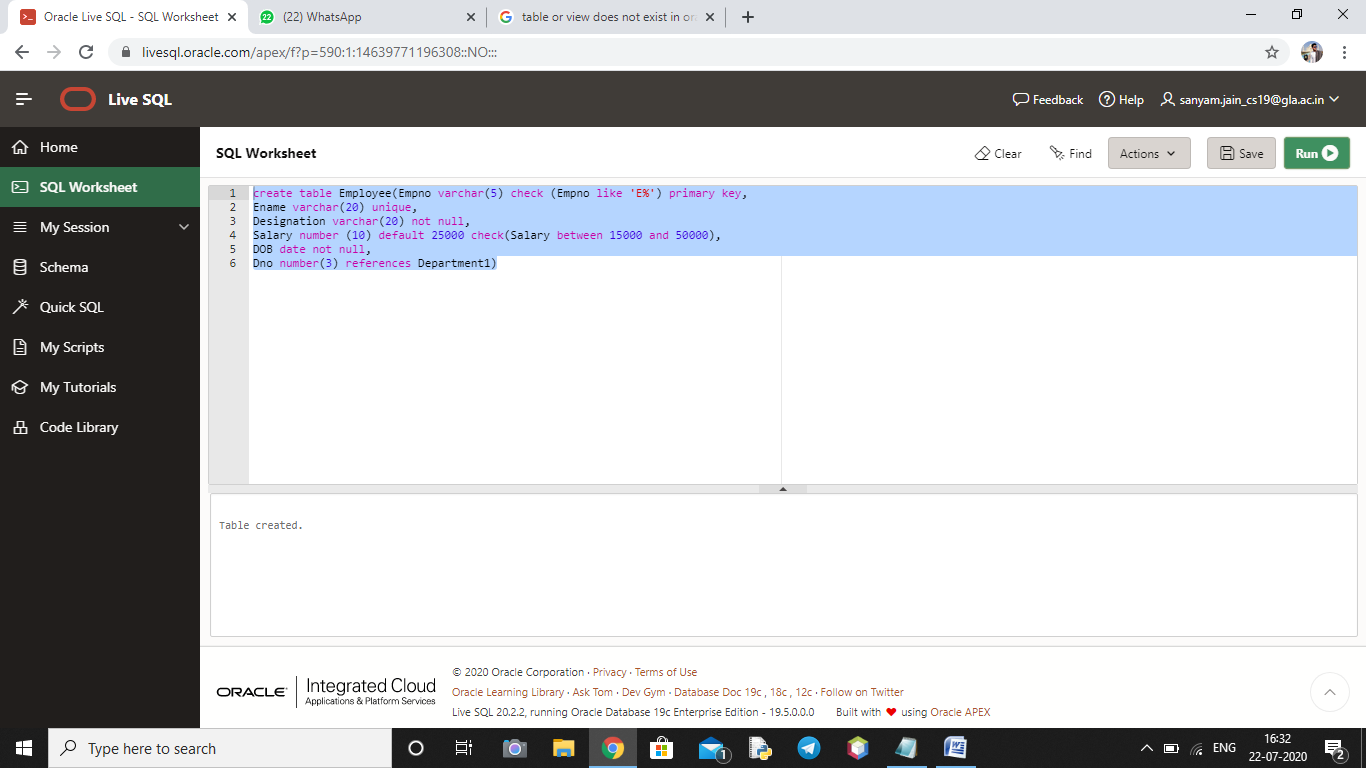 Oracle Live SQL - SQL Worksheet
22 (22) WhatsApp
G table or view does not exist in ora
livesql.oracle.com/apex/f?p=590:1:14639771196308::NO:::
Live SQL
Feedback
Help
sanyam.jain_cs19@gla.ac.in
Home
SQL Worksheet
My Session
Schema
Quick SQL
My Scripts
My Tutorials
Code Library
SQL Worksheet
Clear
Find
Actions
Save
Run
1 create table Employee(Empno varchar(5) check (Empno like 'E%') primary key,
2 Ename varchar(20) unique,
3 Designation varchar(20) not null,
4 Salary number (10) default 25000 check(Salary between 15000 and 50000),
5 DOB date not null,
6 Dno number(3) references Department1)
Table created.
ORACLE Integrated Cloud
Applications & Platform Services
© 2020 Oracle Corporation · Privacy · Terms of Use
Oracle Learning Library · Ask Tom · Dev Gym · Database Doc 19c , 18c , 12c · Follow on Twitter
Live SQL 20.2.2, running Oracle Database 19c Enterprise Edition - 19.5.0.0.0 Built with ❤ using Oracle APEX
Type here to search
1
W
ENG
16:32
22-07-2020
2